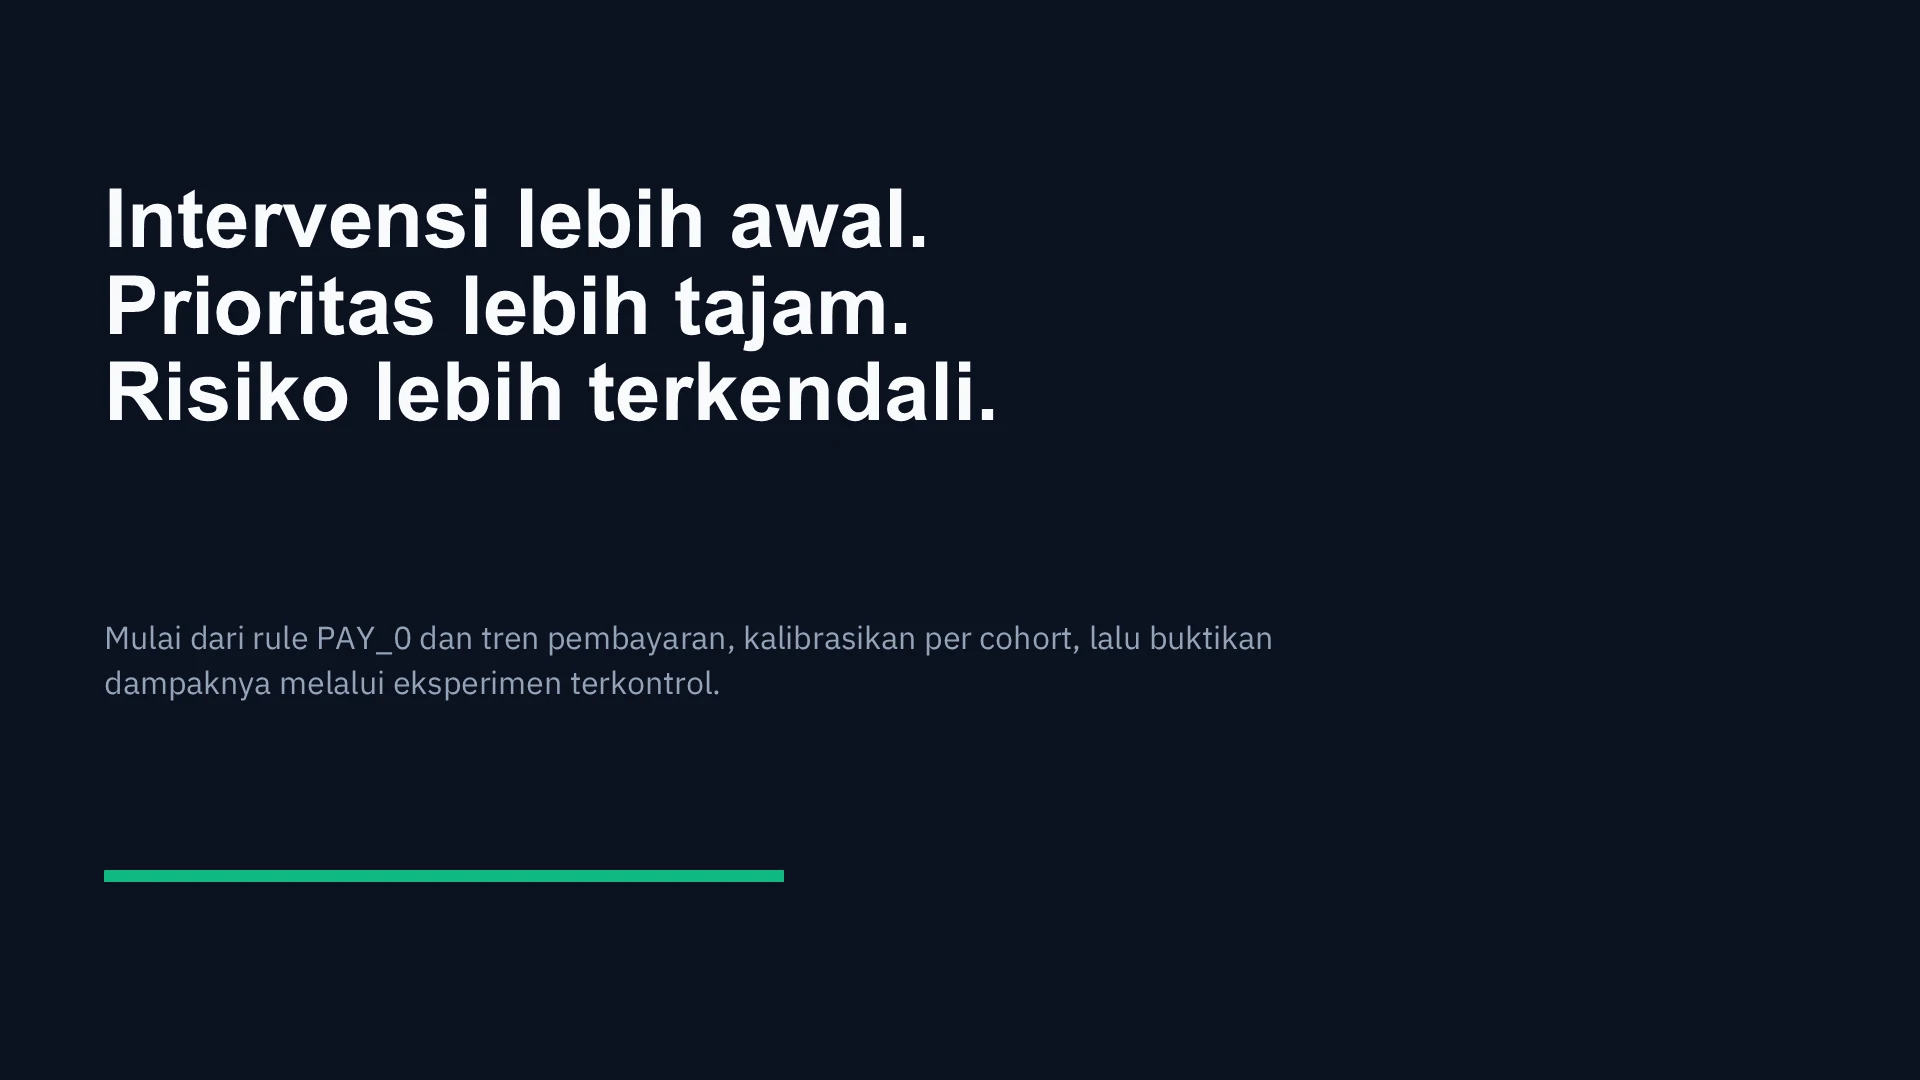 Intervensi lebih awal.
Prioritas lebih tajam.
Risiko lebih terkendali.
Mulai dari rule PAY_0 dan tren pembayaran, kalibrasikan per cohort, lalu buktikan
dampaknya melalui eksperimen terkontrol.